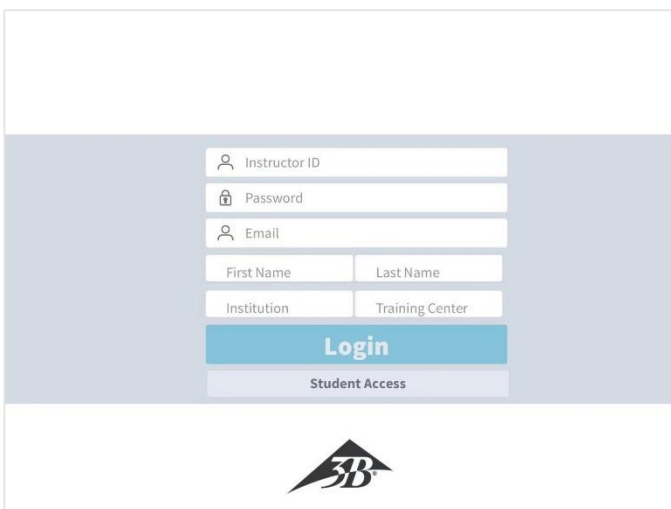 Instructor ID
Password
Email
First Name Last Name
Institution Training Center
Login
Student Access
3B®